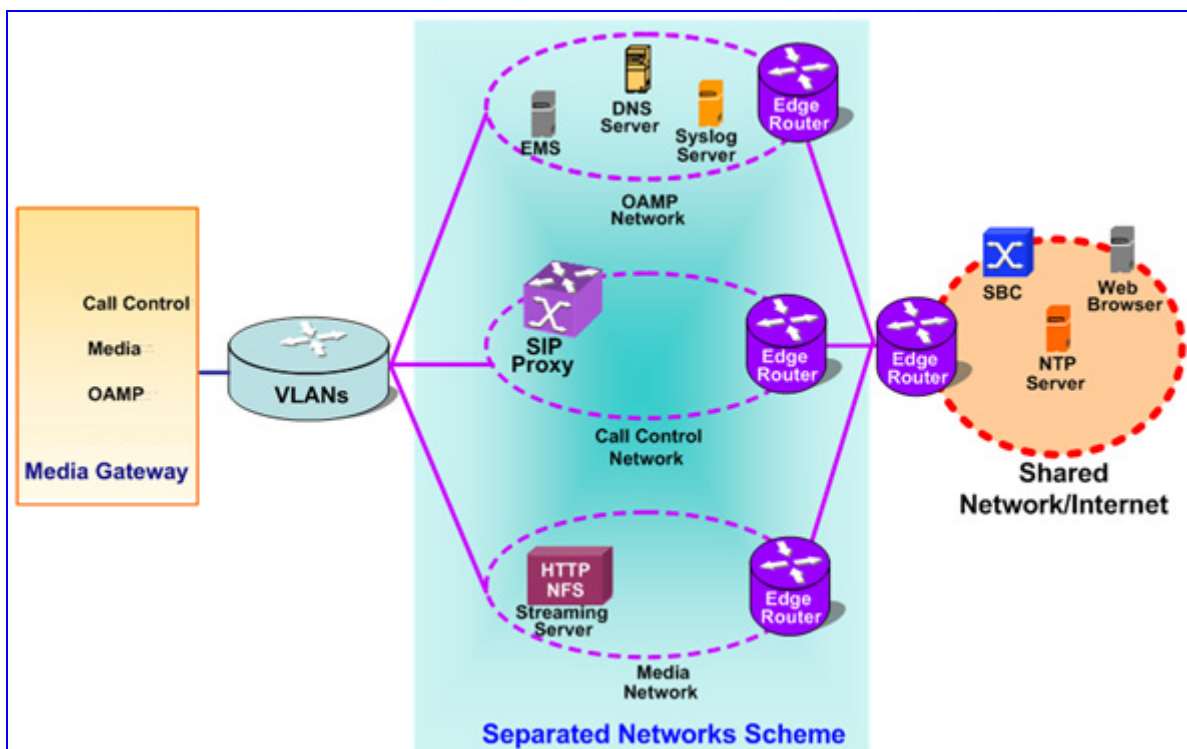 Call Control
Media
OAMP
Media Gateway
VLANs
EMS
DNS
Server
Syslog
Server
Edge
Router
OAMP
Network
SIP
Proxy
Edge
Router
Call Control
Network
HTTP
NFS
Streaming
Server
Edge
Router
Media
Network
Separated Networks Scheme
Edge
Router
SBC
Web
Browser
NTP
Server
Shared
Network/Internet